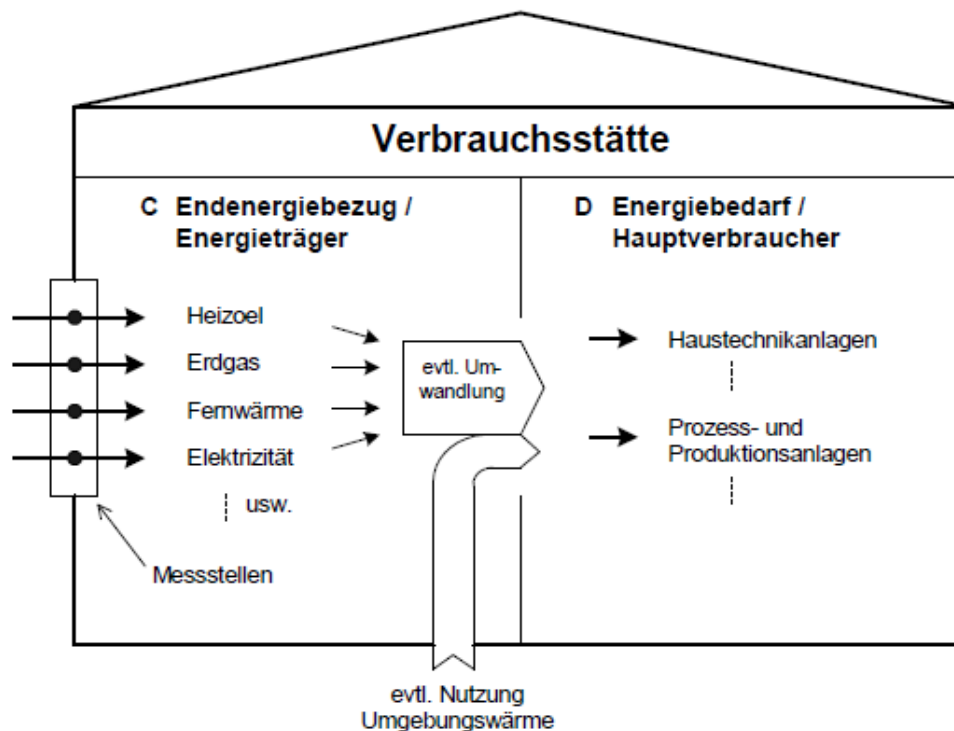 Verbrauchsstätte
C Endenergiebezug /
Energieträger
D Energiebedarf /
Hauptverbraucher
Heizoel
Erdgas
Fernwärme
Elektrizität
usw.
Messstellen
evtl. Um-
wandlung
Haustechnikanlagen
Prozess- und
Produktionsanlagen
evtl. Nutzung
Umgebungswärme